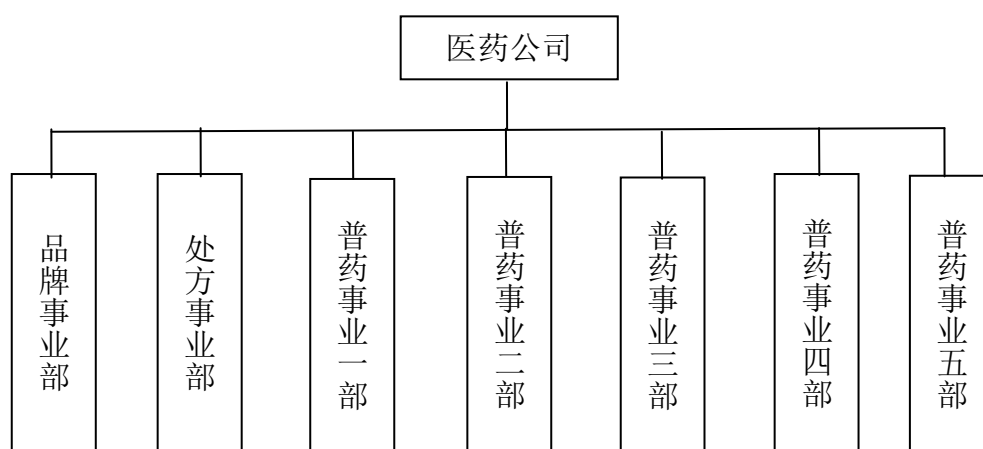 医药公司
品牌事业部
处方事业部
普药事业一部
普药事业二部
普药事业三部
普药事业四部
普药事业五部